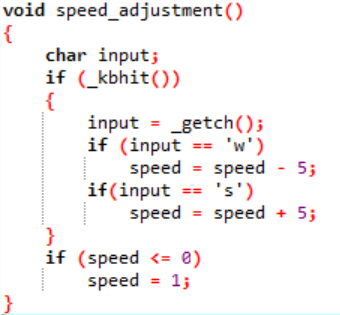 void speed_adjustment()
{
    char input;
    if (_kbhit())
    {
        input = _getch();
        if (input == 'w')
            speed = speed - 5;
        if(input == 's')
            speed = speed + 5;
    }
    if (speed <= 0)
        speed = 1;
}